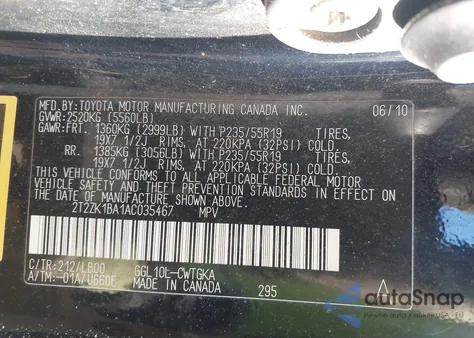 MFD.BY: TOYOTA MOTOR MANUFACTURING CANADA INC. 06/10
GVWR: 2520KG (5560LB)
GAWR: FRT. 1360KG (2999LB) WITH P235/55R19 TIRES,
19X7 1/2J RIMS, AT 220KPA (32PSI) COLD.
RR. 1385KG (3056LB) WITH P235/55R19 TIRES,
19X7 1/2J RIMS, AT 220KPA (32PSI) COLD.
THIS VEHICLE CONFORMS TO ALL APPLICABLE FEDERAL MOTOR
VEHICLE SAFETY AND THEFT PREVENTION STANDARDS IN EFFECT ON
THE DATE OF MANUFACTURE SHOWN ABOVE.
2T2ZK1BA1AC035467 MPV
C/TR: 212/LB00 GGL10L-CWTGKA
A/TM: -01A/U660F MADE IN CANADA 295
autoSnap